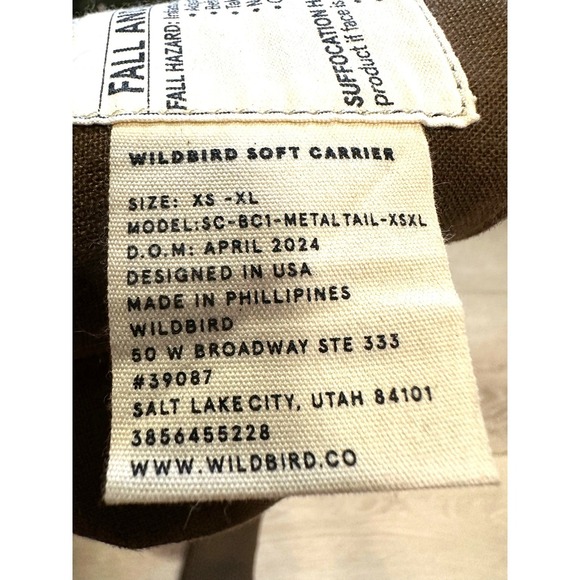 FALL AN
FALL HAZARD:
SUFFOCATION
product if face is
WILDBIRD SOFT CARRIER
SIZE: XS -XL
MODEL:SC-BC1-METALTAIL-XSXL
D.O.M: APRIL 2024
DESIGNED IN USA
MADE IN PHILLIPINES
WILDBIRD
50 W BROADWAY STE 333
#39087
SALT LAKE CITY, UTAH 84101
3856455228
WWW.WILDBIRD.CO